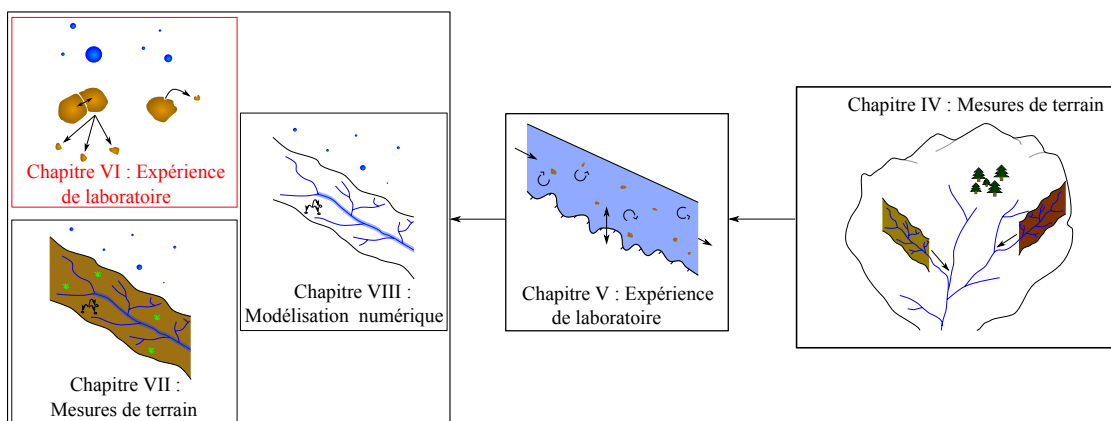 Chapitre VI : Expérience
de laboratoire
Chapitre VII :
Mesures de terrain
Chapitre VIII :
Modélisation numérique
Chapitre V : Expérience
de laboratoire
Chapitre IV : Mesures de terrain